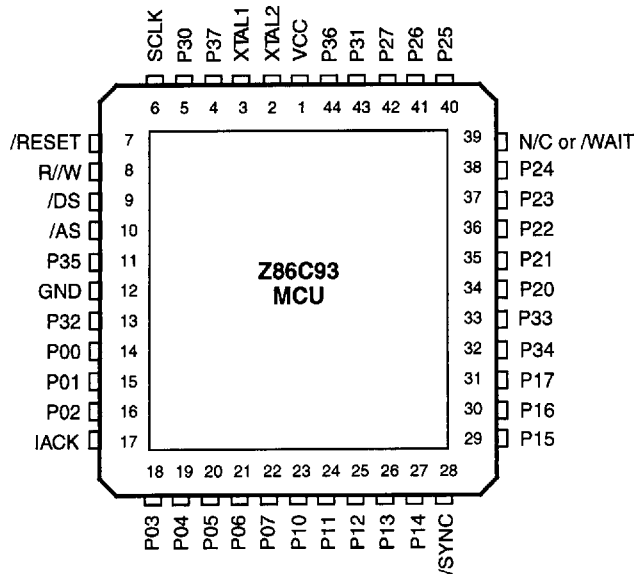 SCLK P30 P37 XTAL1 XTAL2 VCC P36 P31 P27 P26 P25
6 5 4 3 2 1 44 43 42 41 40
/RESET 7 39 N/C or /WAIT
R//W 8 38 P24
/DS 9 37 P23
/AS 10 36 P22
P35 11 35 P21
GND 12 34 P20
Z86C93
MCU
P32 13 33 P33
P00 14 32 P34
P01 15 31 P17
P02 16 30 P16
IACK 17 29 P15
18 19 20 21 22 23 24 25 26 27 28
P03 P04 P05 P06 P07 P10 P11 P12 P13 P14 /SYNC